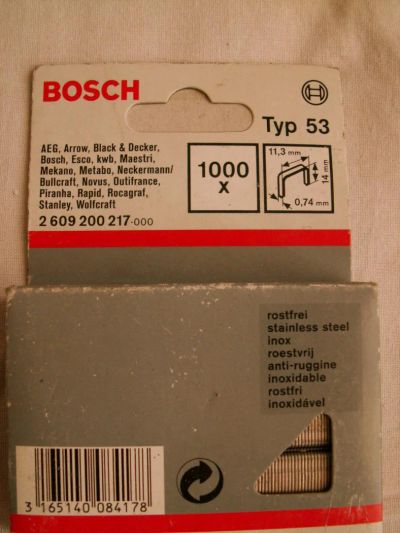 BOSCH
Typ 53
AEG, Arrow, Black & Decker,
Bosch, Esco, kwb, Maestri,
Mekano, Metabo, Neckermann/
Bullcraft, Novus, Outifrance,
Piranha, Rapid, Rocagraf,
Stanley, Wolfcraft
2 609 200 217-000
1000
x
11,3 mm
14 mm
0,74 mm
rostfrei
stainless steel
inox
roestvrij
anti-ruggine
inoxidable
rostfri
inoxidável
3 165140 084178